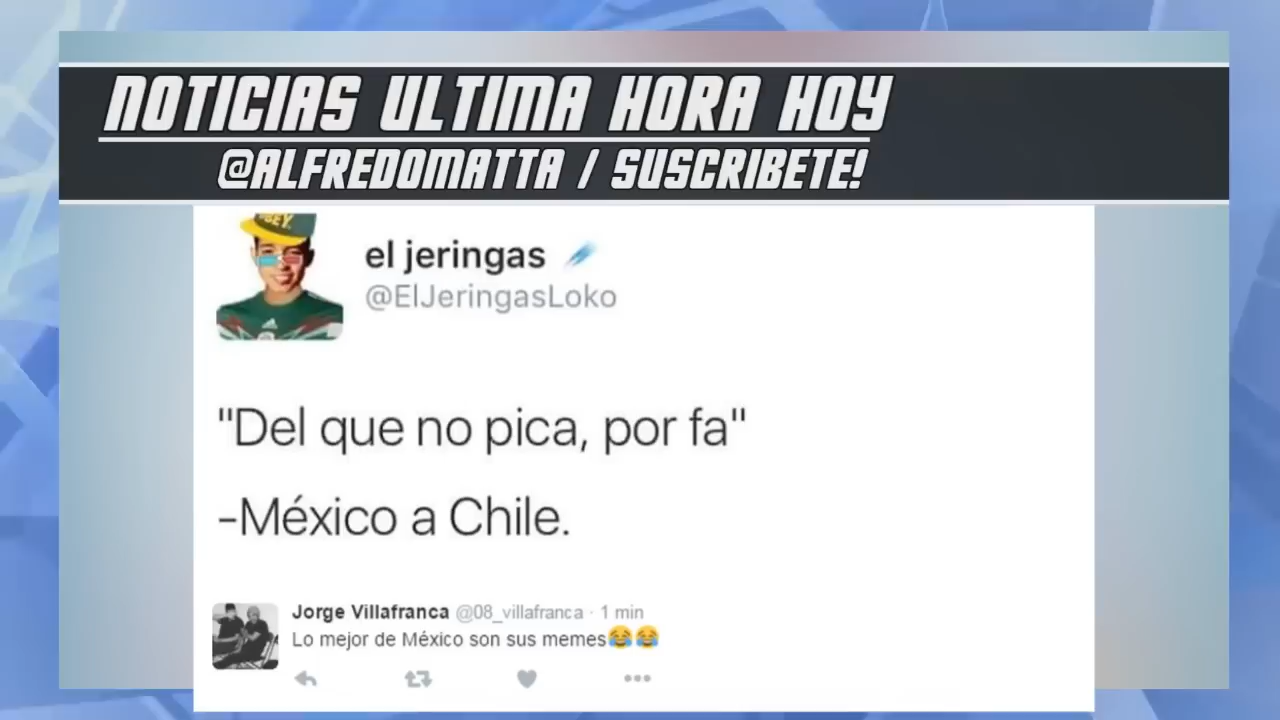 NOTICIAS ULTIMA HORA HOY
@ALFREDOMATTA / SUSCRIBETE!
el jeringas
@ElJeringasLoko
"Del que no pica, por fa"
-México a Chile.
Jorge Villafranca @08_villafranca · 1 min
Lo mejor de México son sus memes😂😂